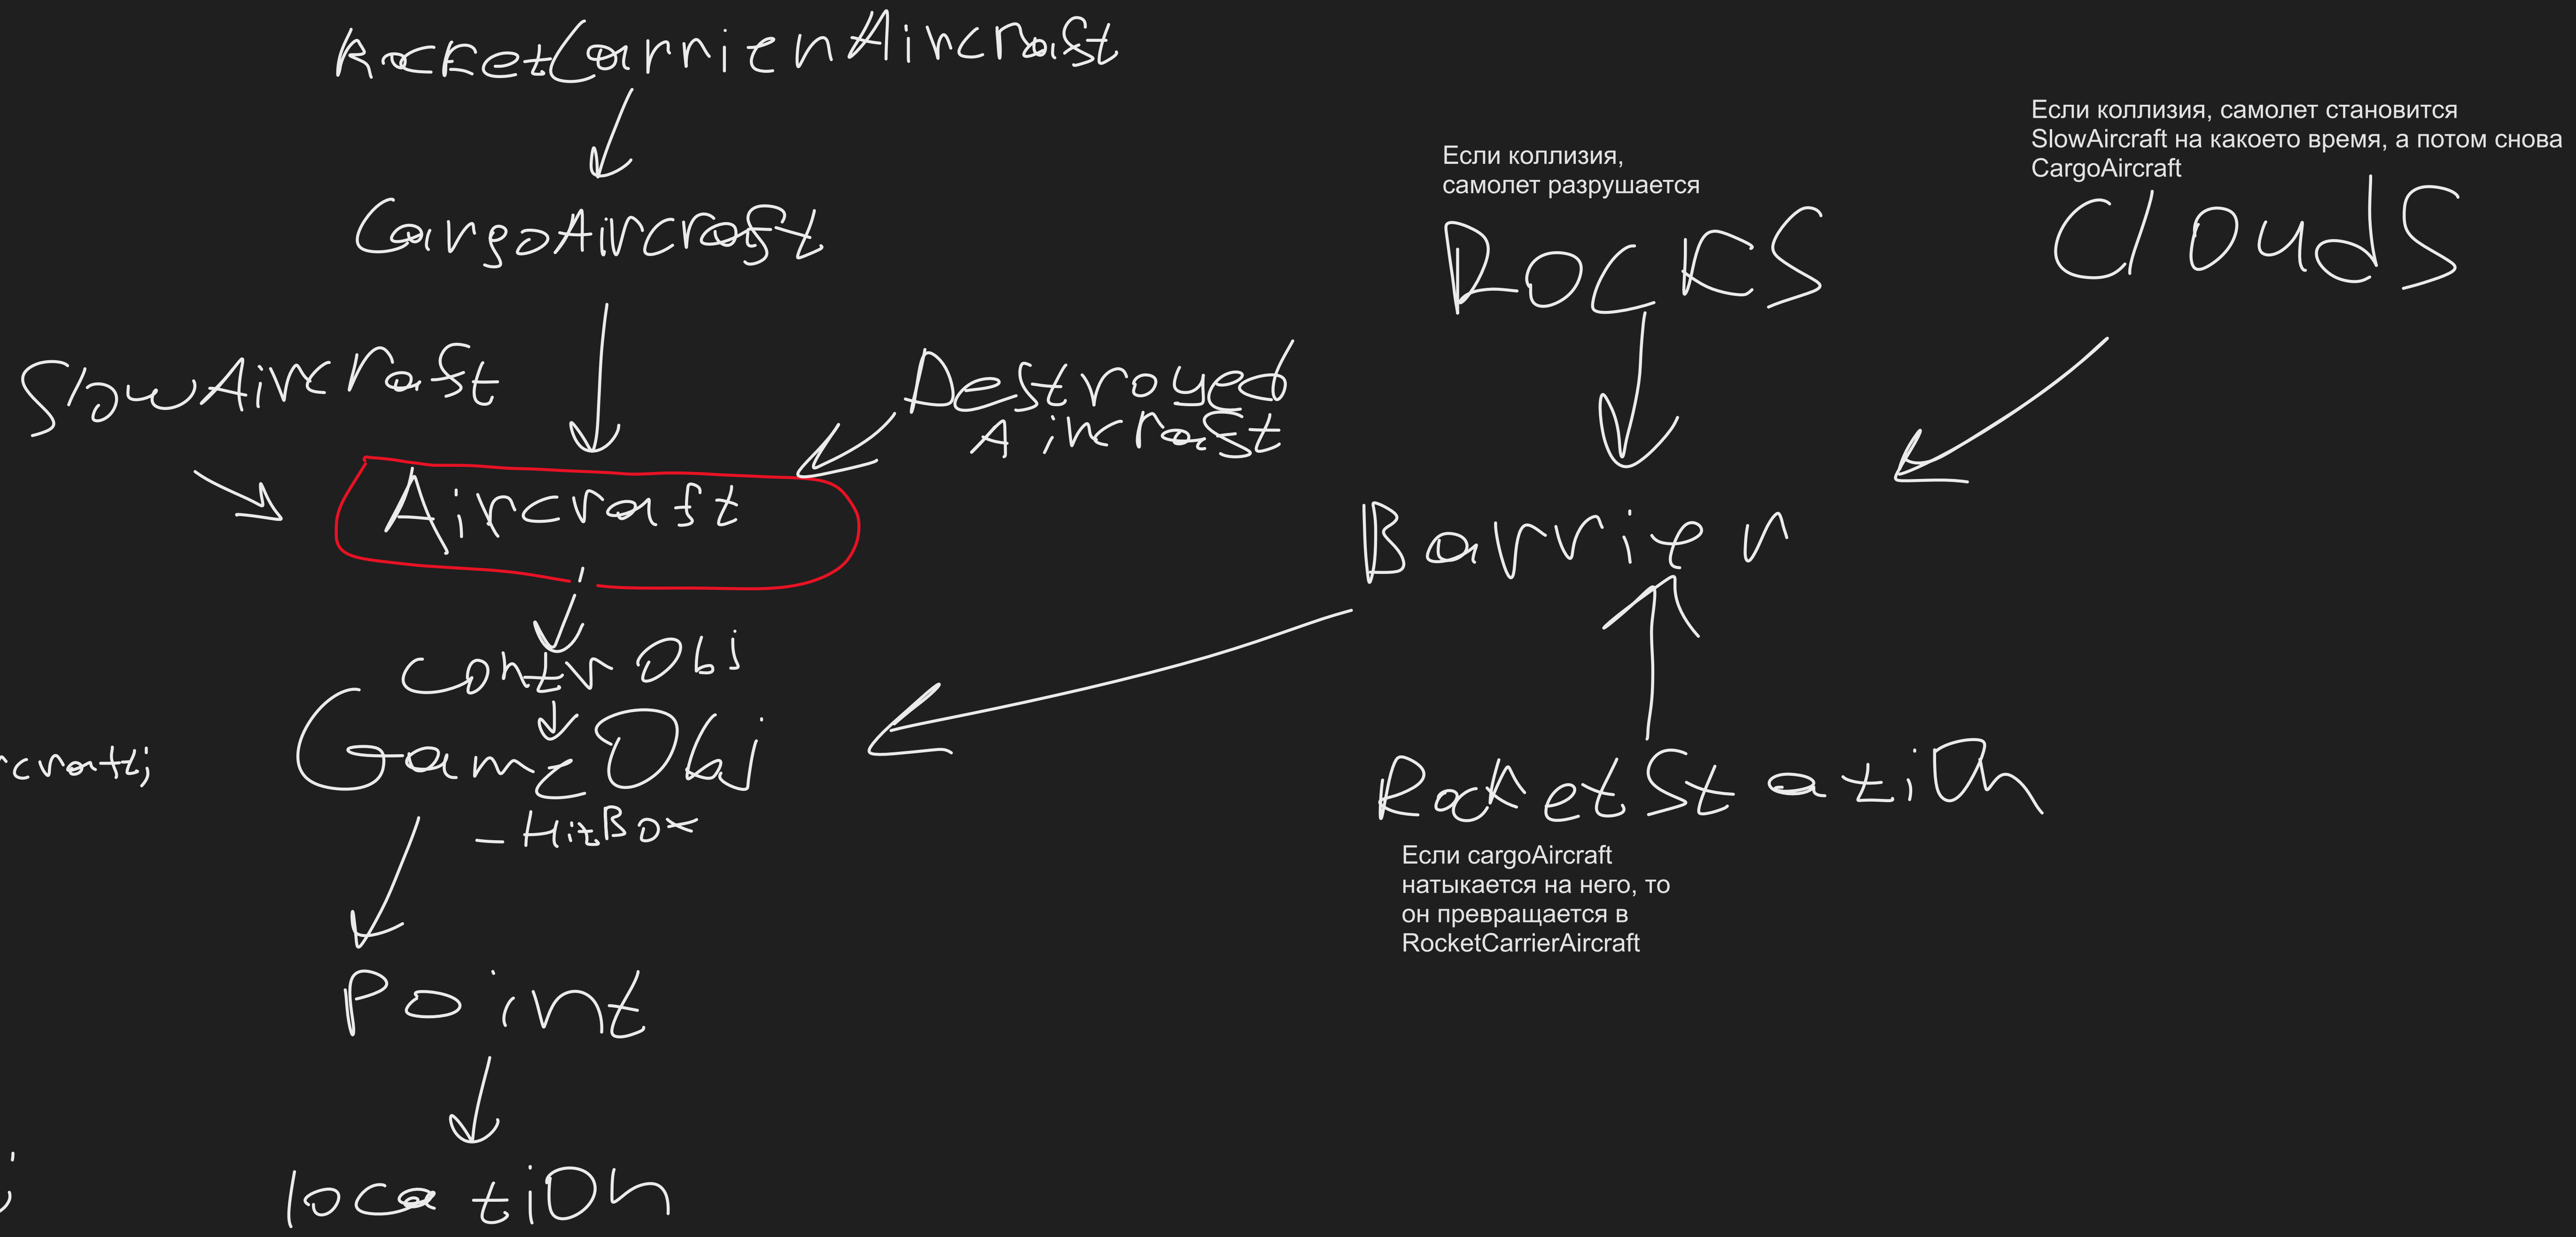 RocketCarrierAircraft
Если коллизия, самолет становится
SlowAircraft на какоето время, а потом снова
CargoAircraft
Если коллизия,
самолет разрушается
CargoAircraft
ROCKS
Clouds
SlowAircraft
Destroyed
Aircraft
Aircraft
Barrier
ContrObj
GameObj
- HitBox
RocketStation
Если cargoAircraft
натыкается на него, то
он превращается в
RocketCarrierAircraft
Point
location